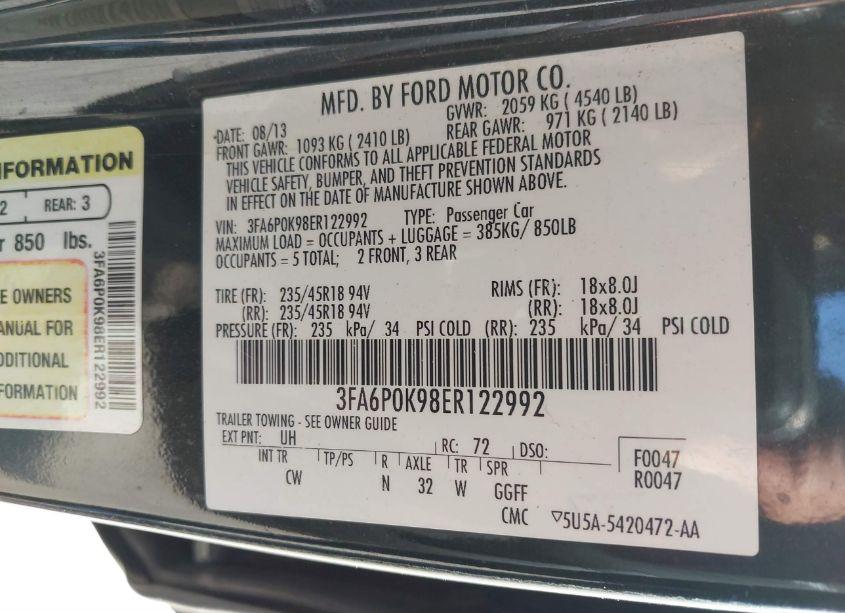 NFORMATION
2 REAR: 3
r 850 lbs.
E OWNERS
ANUAL FOR
DDITIONAL
FORMATION
3FA6P0K98ER122992
MFD. BY FORD MOTOR CO.
DATE: 08/13 GVWR: 2059 KG ( 4540 LB)
FRONT GAWR: 1093 KG ( 2410 LB) REAR GAWR: 971 KG ( 2140 LB)
THIS VEHICLE CONFORMS TO ALL APPLICABLE FEDERAL MOTOR
VEHICLE SAFETY, BUMPER, AND THEFT PREVENTION STANDARDS
IN EFFECT ON THE DATE OF MANUFACTURE SHOWN ABOVE.
VIN: 3FA6P0K98ER122992 TYPE: Passenger Car
MAXIMUM LOAD = OCCUPANTS + LUGGAGE = 385KG/ 850LB
OCCUPANTS = 5 TOTAL; 2 FRONT, 3 REAR
TIRE (FR): 235/45R18 94V RIMS (FR): 18x8.0J
(RR): 235/45R18 94V (RR): 18x8.0J
PRESSURE (FR): 235 kPa/ 34 PSI COLD (RR): 235 kPa/ 34 PSI COLD
3FA6P0K98ER122992
TRAILER TOWING - SEE OWNER GUIDE
EXT PNT: UH RC: 72 DSO: F0047
INT TR TP/PS R AXLE TR SPR R0047
CW N 32 W GGFF
CMC ▽5U5A-5420472-AA